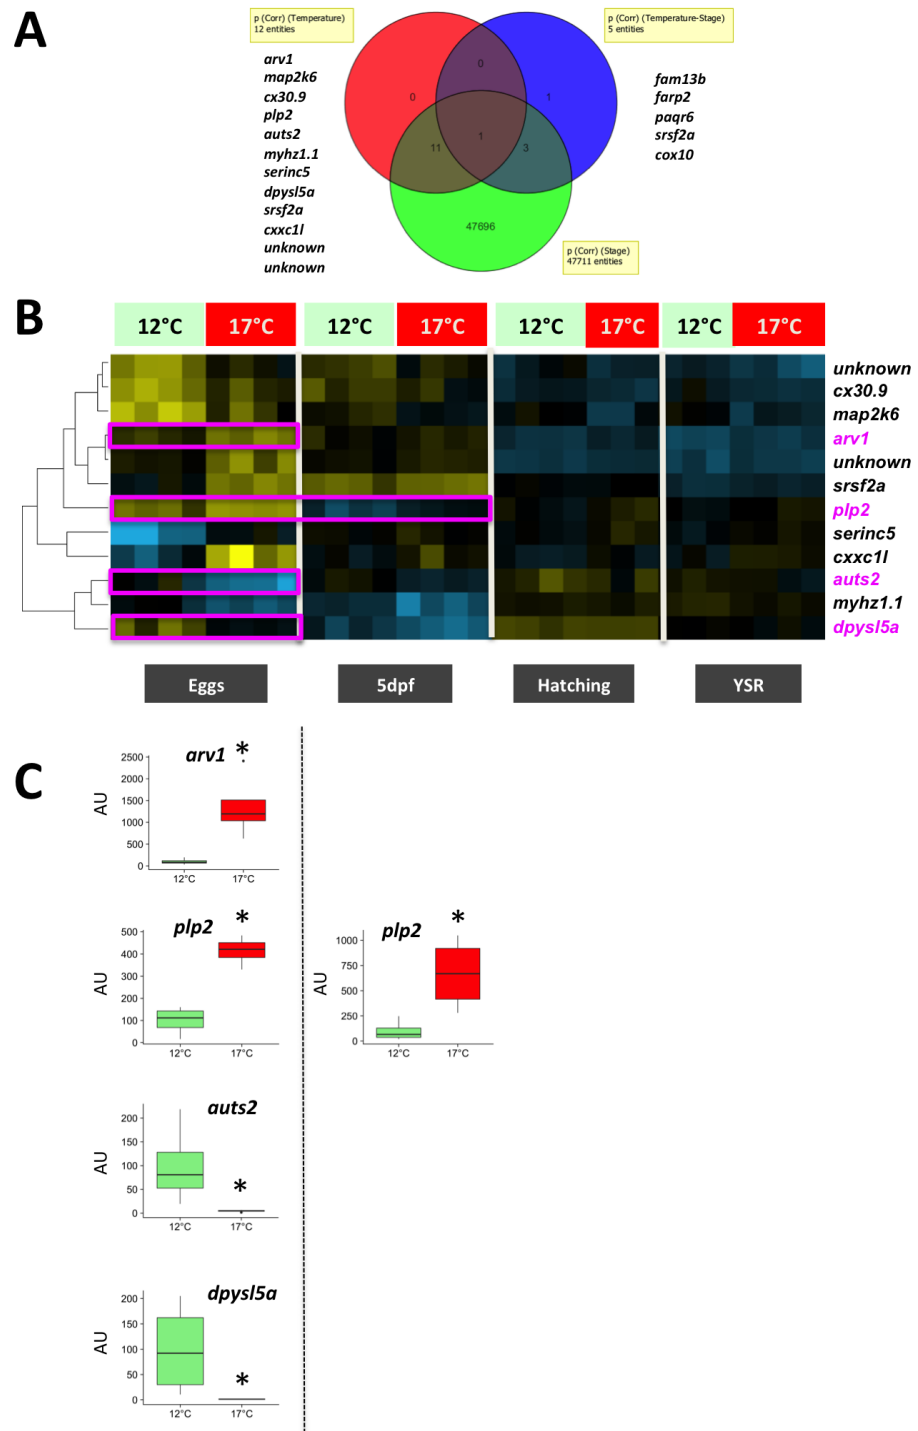 A
p (Corr) (Temperature)
12 entities
p (Corr) (Temperature-Stage)
5 entities
arv1
map2k6
cx30.9
plp2
auts2
myhz1.1
serinc5
dpysl5a
srsf2a
cxxc1l
unknown
unknown
0
0
1
11
1
3
47696
fam13b
farp2
paqr6
srsf2a
cox10
p (Corr) (Stage)
47711 entities
B
12°C 17°C 12°C 17°C 12°C 17°C 12°C 17°C
unknown
cx30.9
map2k6
arv1
unknown
srsf2a
plp2
serinc5
cxxc1l
auts2
myhz1.1
dpysl5a
Eggs 5dpf Hatching YSR
C
arv1 *
AU
2500
2000
1500
1000
500
0
12°C 17°C
plp2 *
AU
500
400
300
200
100
0
12°C 17°C
plp2 *
AU
1000
750
500
250
0
12°C 17°C
auts2
*
AU
200
150
100
50
0
12°C 17°C
dpysl5a
*
AU
200
150
100
50
0
12°C 17°C